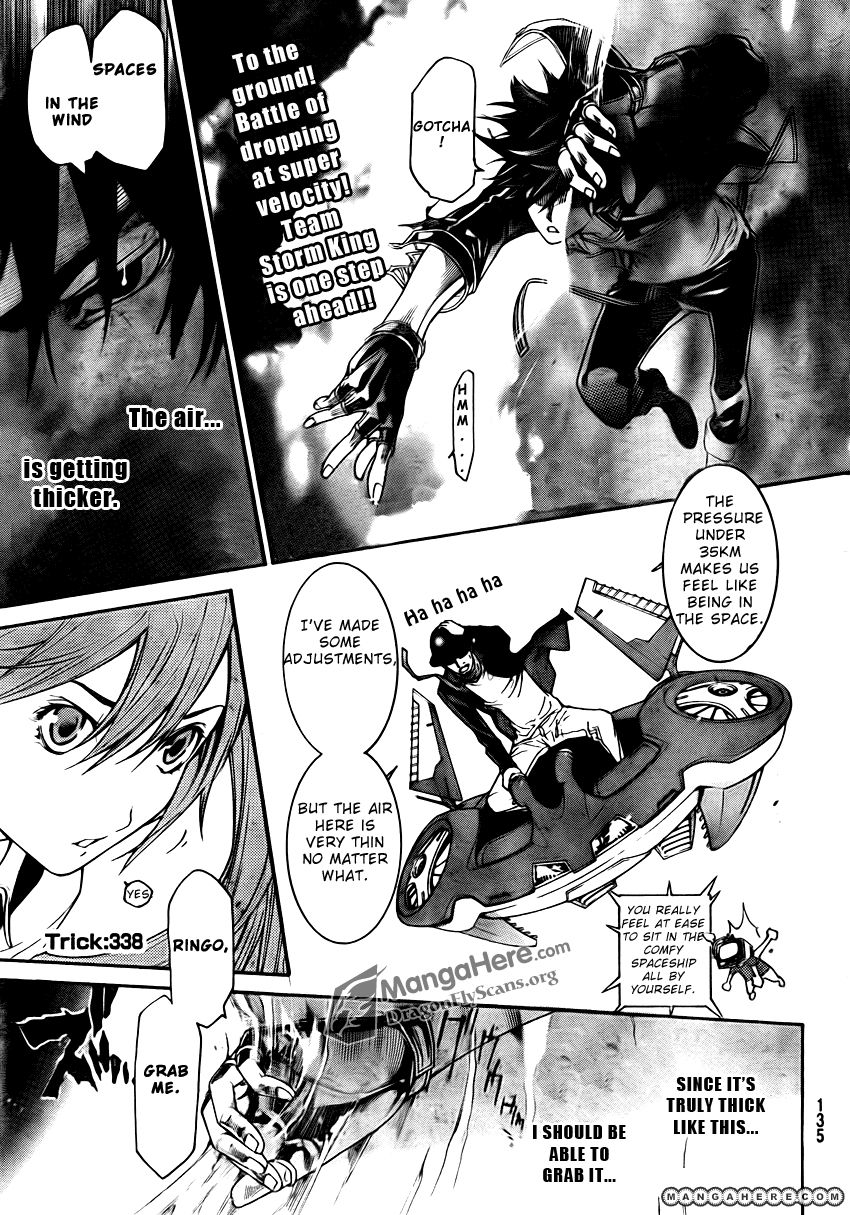 To the
ground!
Battle of
dropping
at super
velocity!
Team
Storm King
is one step
ahead!!
GOTCHA
!
HMM...
SPACES
IN THE
WIND
The air...
is getting
thicker.
THE
PRESSURE
UNDER
35KM
MAKES US
FEEL LIKE
BEING IN
THE SPACE.
Ha ha ha ha
I'VE MADE
SOME
ADJUSTMENTS,
BUT THE AIR
HERE IS
VERY THIN
NO MATTER
WHAT.
YOU REALLY
FEEL AT EASE
TO SIT IN THE
COMFY
SPACESHIP
ALL BY
YOURSELF.
YES
Trick:338
RINGO,
GRAB
ME.
MangaHere.com
DragonFlyScans.org
SINCE IT'S
TRULY THICK
LIKE THIS...
I SHOULD BE
ABLE TO
GRAB IT...
135
MANGAHERE.COM